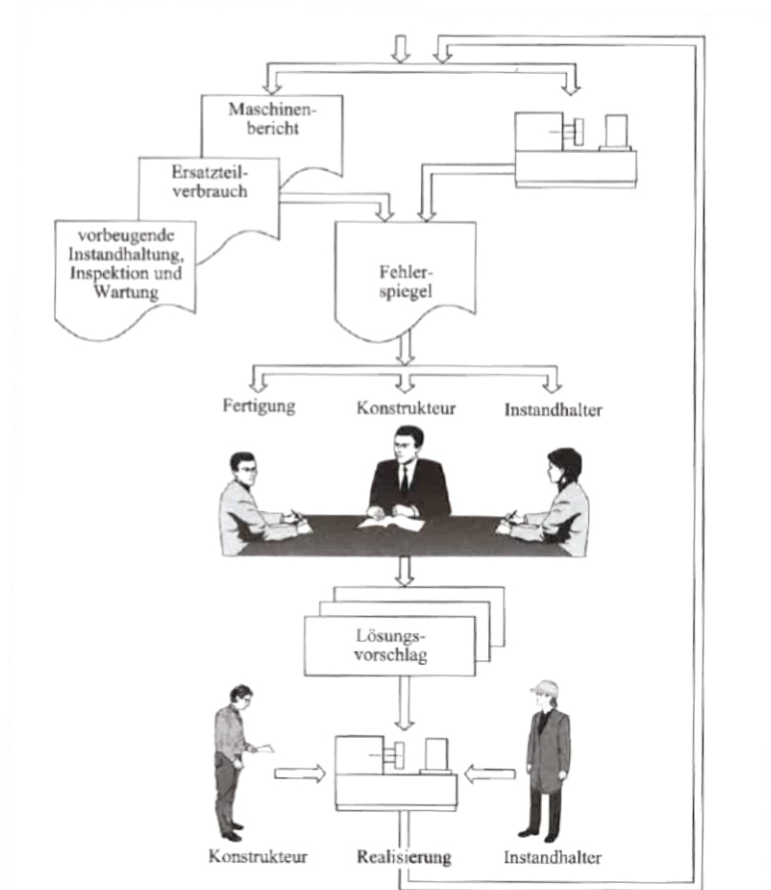 Maschinen-
bericht
Ersatzteil-
verbrauch
vorbeugende
Instandhaltung,
Inspektion und
Wartung
Fehler-
spiegel
Fertigung
Konstrukteur
Instandhalter
Lösungs-
vorschlag
Konstrukteur
Realisierung
Instandhalter